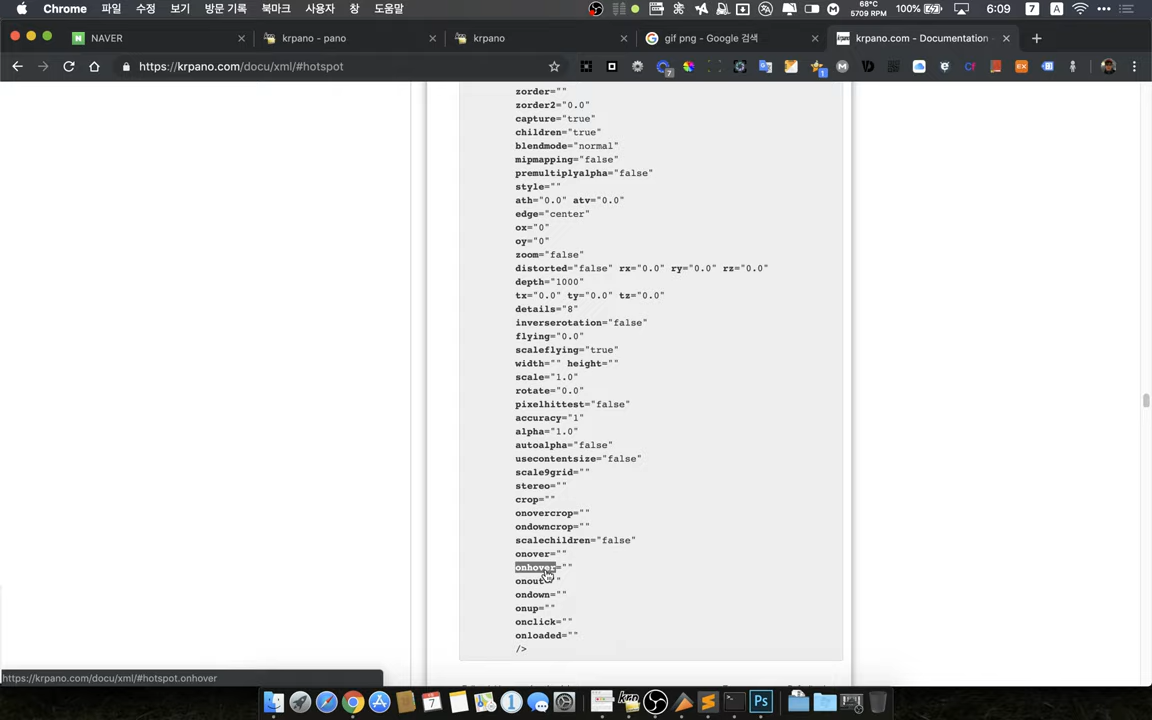 Chrome 파일 수정 보기 방문 기록 북마크 사용자 창 도움말 68°C 5709 RPM 100% 6:09 7 A
NAVER
krpano - pano
krpano
gif png - Google 검색
krpano.com - Documentation
https://krpano.com/docu/xml/#hotspot
zorder=""
zorder2="0.0"
capture="true"
children="true"
blendmode="normal"
mipmapping="false"
premultiplyalpha="false"
style=""
ath="0.0" atv="0.0"
edge="center"
ox="0"
oy="0"
zoom="false"
distorted="false" rx="0.0" ry="0.0" rz="0.0"
depth="1000"
tx="0.0" ty="0.0" tz="0.0"
details="8"
inverserotation="false"
flying="0.0"
scaleflying="true"
width="" height=""
scale="1.0"
rotate="0.0"
pixelhittest="false"
accuracy="1"
alpha="1.0"
autoalpha="false"
usecontentsize="false"
scale9grid=""
stereo=""
crop=""
onovercrop=""
ondowncrop=""
scalechildren="false"
onover=""
onhover=""
onout=""
ondown=""
onup=""
onclick=""
onloaded=""
/>
https://krpano.com/docu/xml/#hotspot.onhover